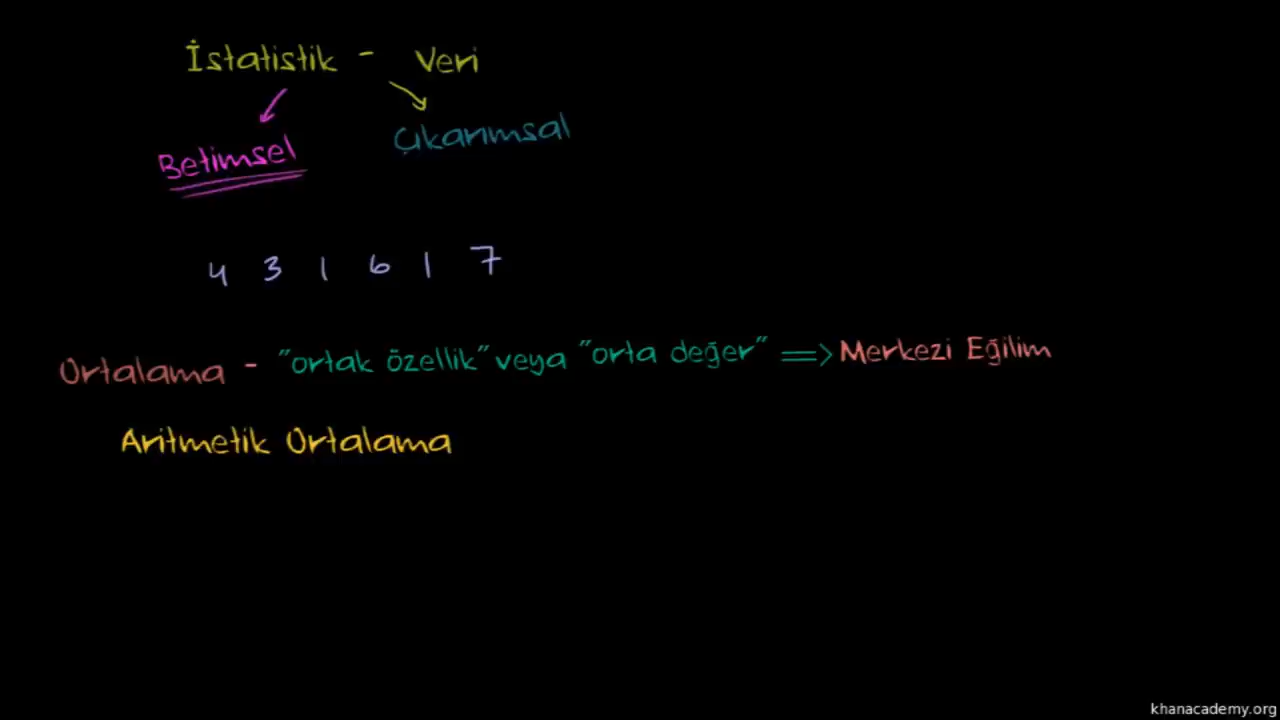 İstatistik - Veri
Betimsel Çıkarımsal
4 3 1 6 1 7
Ortalama - "ortak özellik" veya "orta değer" => Merkezi Eğilim
Aritmetik Ortalama
khanacademy.org